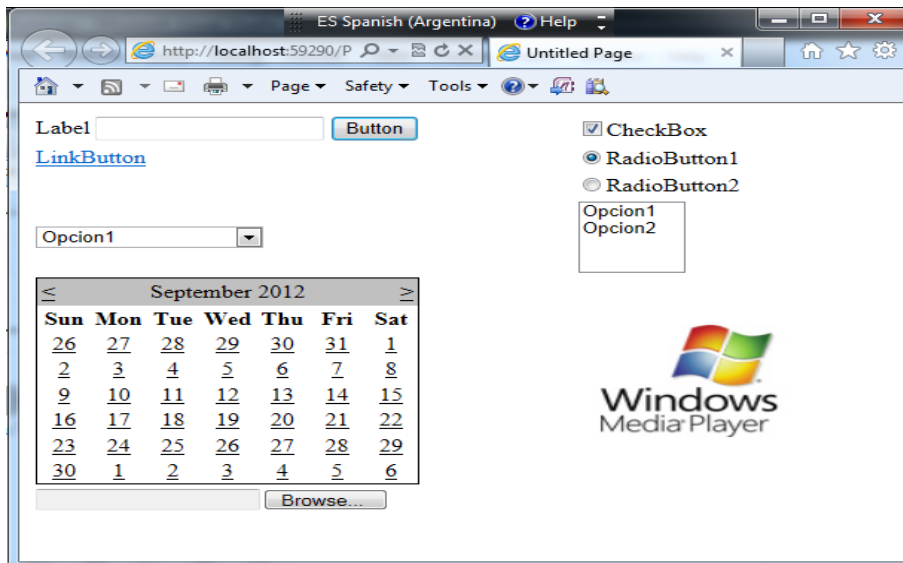 ES Spanish (Argentina) ? Help
http://localhost:59290/P
Untitled Page
Page Safety Tools
Label Button
LinkButton
Opcion1
< September 2012 >
Sun Mon Tue Wed Thu Fri Sat
26 27 28 29 30 31 1
2 3 4 5 6 7 8
9 10 11 12 13 14 15
16 17 18 19 20 21 22
23 24 25 26 27 28 29
30 1 2 3 4 5 6
Browse...
CheckBox
RadioButton1
RadioButton2
Opcion1
Opcion2
Windows
Media Player